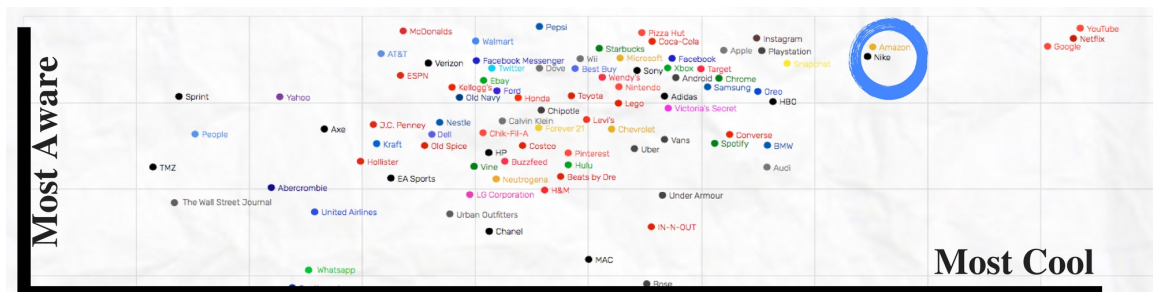 YouTube
Pepsi
McDonalds
Pizza Hut
Netflix
Instagram
Walmart
Coca-Cola
Google
Amazon
Starbucks
Apple
Playstation
AT&T
Nike
Wii
Microsoft
Facebook
Verizon
Facebook Messenger
Snapchat
Twitter
Dove
Best Buy
Sony
Xbox
Target
ESPN
Wendy's
Android
Chrome
Ebay
Kellogg's
Ford
Nintendo
Samsung
Oreo
Sprint
Yahoo
Old Navy
Honda
Toyota
Adidas
HBO
Lego
Victoria's Secret
Chipotle
Most Aware
Calvin Klein
Levi's
J.C. Penney
Nestle
Axe
Forever 21
Chevrolet
People
Dell
Chik-Fil-A
Converse
Vans
Kraft
Old Spice
Costco
Spotify
BMW
Uber
HP
Pinterest
Hollister
Buzzfeed
TMZ
Vine
Hulu
Audi
EA Sports
Neutrogena
Beats by Dre
Abercrombie
H&M
LG Corporation
Under Armour
The Wall Street Journal
United Airlines
Urban Outfitters
IN-N-OUT
Chanel
MAC
Most Cool
Whatsapp
Bose